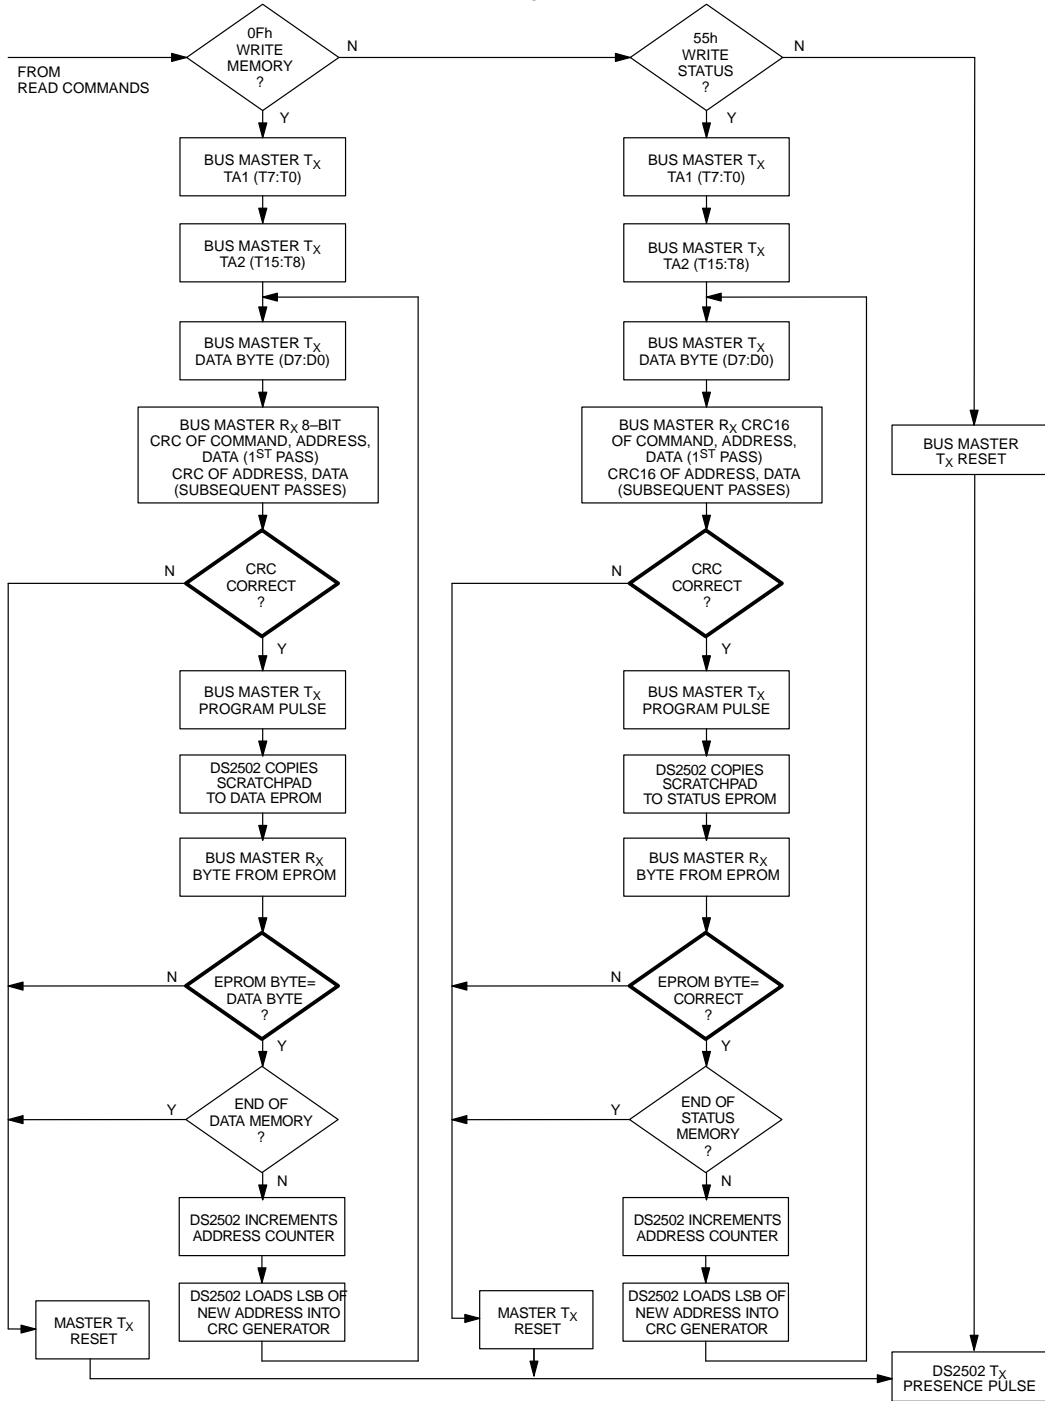 0Fh
WRITE
MEMORY
?
N
Y
FROM
READ COMMANDS
BUS MASTER TX
TA1 (T7:T0)
BUS MASTER TX
TA2 (T15:T8)
BUS MASTER TX
DATA BYTE (D7:D0)
BUS MASTER RX 8–BIT
CRC OF COMMAND, ADDRESS,
DATA (1ST PASS)
CRC OF ADDRESS, DATA
(SUBSEQUENT PASSES)
CRC
CORRECT
?
N
Y
BUS MASTER TX
PROGRAM PULSE
DS2502 COPIES
SCRATCHPAD
TO DATA EPROM
BUS MASTER RX
BYTE FROM EPROM
EPROM BYTE=
DATA BYTE
?
N
Y
END OF
DATA MEMORY
?
Y
N
DS2502 INCREMENTS
ADDRESS COUNTER
DS2502 LOADS LSB OF
NEW ADDRESS INTO
CRC GENERATOR
MASTER TX
RESET
55h
WRITE
STATUS
?
N
Y
BUS MASTER TX
TA1 (T7:T0)
BUS MASTER TX
TA2 (T15:T8)
BUS MASTER TX
DATA BYTE (D7:D0)
BUS MASTER RX CRC16
OF COMMAND, ADDRESS,
DATA (1ST PASS)
CRC16 OF ADDRESS, DATA
(SUBSEQUENT PASSES)
CRC
CORRECT
?
N
Y
BUS MASTER TX
PROGRAM PULSE
DS2502 COPIES
SCRATCHPAD
TO STATUS EPROM
BUS MASTER RX
BYTE FROM EPROM
EPROM BYTE=
CORRECT
?
N
Y
END OF
STATUS
MEMORY
?
Y
N
DS2502 INCREMENTS
ADDRESS COUNTER
DS2502 LOADS LSB OF
NEW ADDRESS INTO
CRC GENERATOR
MASTER TX
RESET
BUS MASTER
TX RESET
DS2502 TX
PRESENCE PULSE